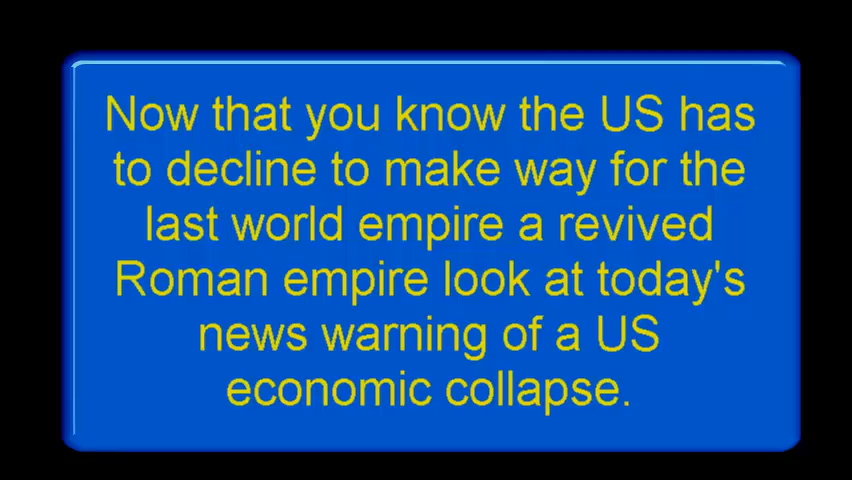 Now that you know the US has
to decline to make way for the
last world empire a revived
Roman empire look at today's
news warning of a US
economic collapse.